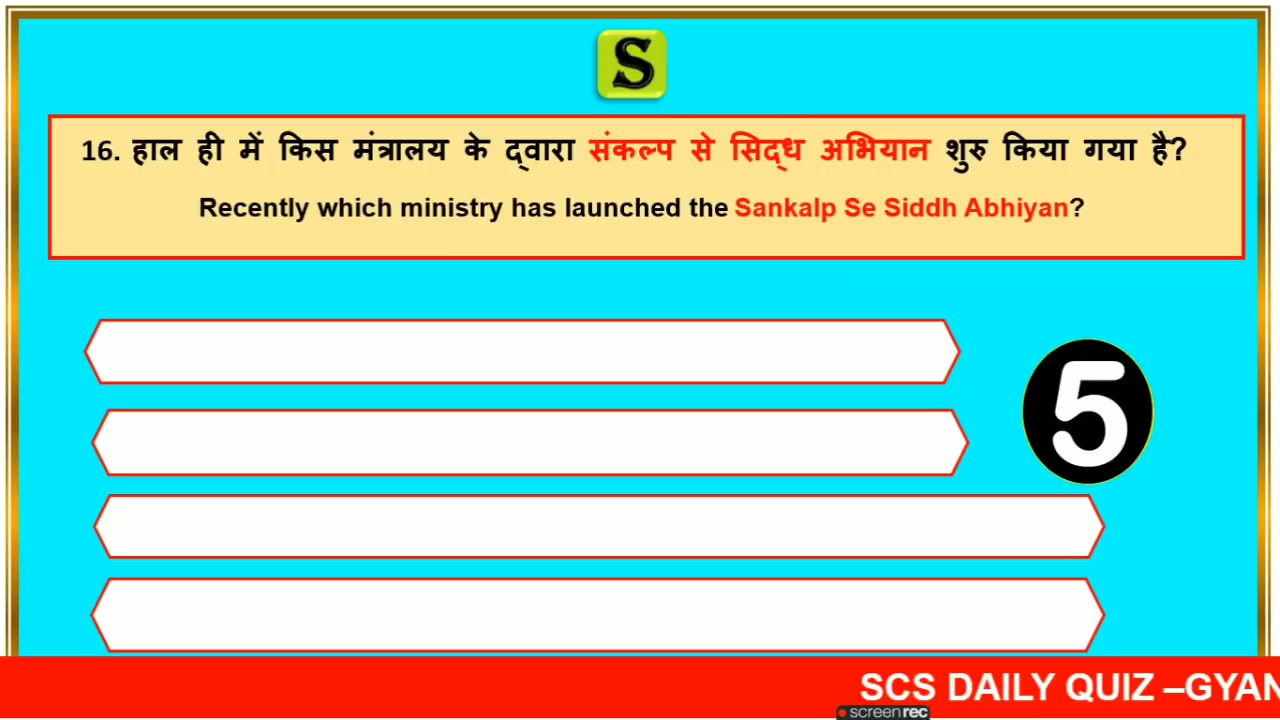 S
16. हाल ही में किस मंत्रालय के द्वारा संकल्प से सिद्ध अभियान शुरु किया गया है?
Recently which ministry has launched the Sankalp Se Siddh Abhiyan?
5
SCS DAILY QUIZ –GYAN
screenrec